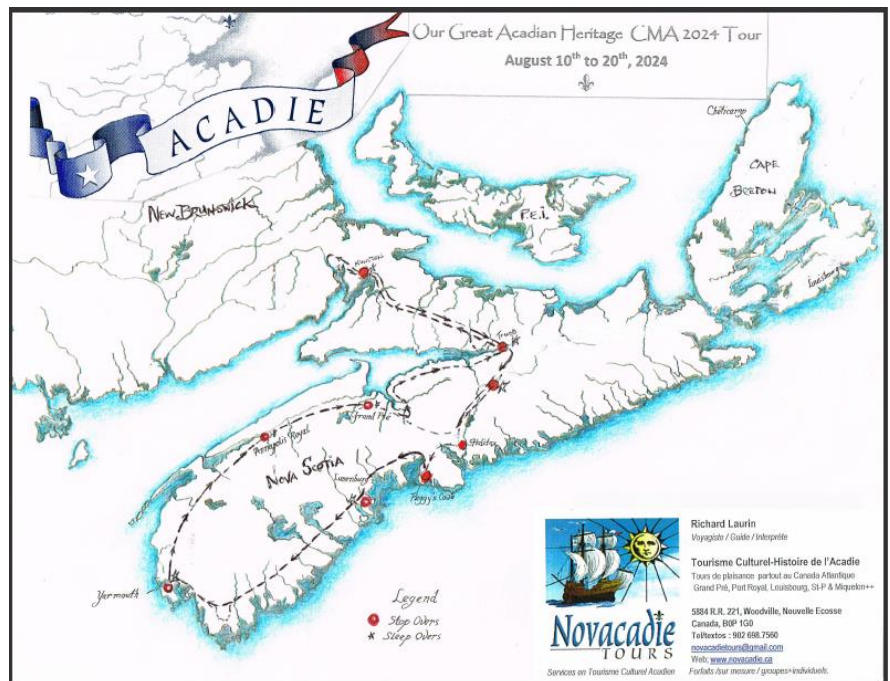 Our Great Acadian Heritage CMA 2024 Tour
August 10th to 20th, 2024
ACADIE
Chéticamp
CAPE
BRETON
NEW BRUNSWICK
P.E.I.
Louisbourg
Truro
Grand Pré
Annapolis Royal
Halifax
NOVA SCOTIA
Lunenburg
Peggy's Cove
Yarmouth
Legend
Stop Overs
* Sleep Overs
Novacadie
TOURS
Services en Tourisme Culturel Acadien
Richard Laurin
Voyagiste / Guide / Interprète
Tourisme Culturel-Histoire de l'Acadie
Tours de plaisance partout au Canada Atlantique
Grand Pré, Port Royal, Louisbourg, St-P & Miquelon++
5884 R.R. 221, Woodville, Nouvelle Ecosse
Canada, B0P 1G0
Tel/textos : 902 698.7560
novacadietours@gmail.com
Web: www.novacadie.ca
Forfaits /sur mesure / groupes+individuels.